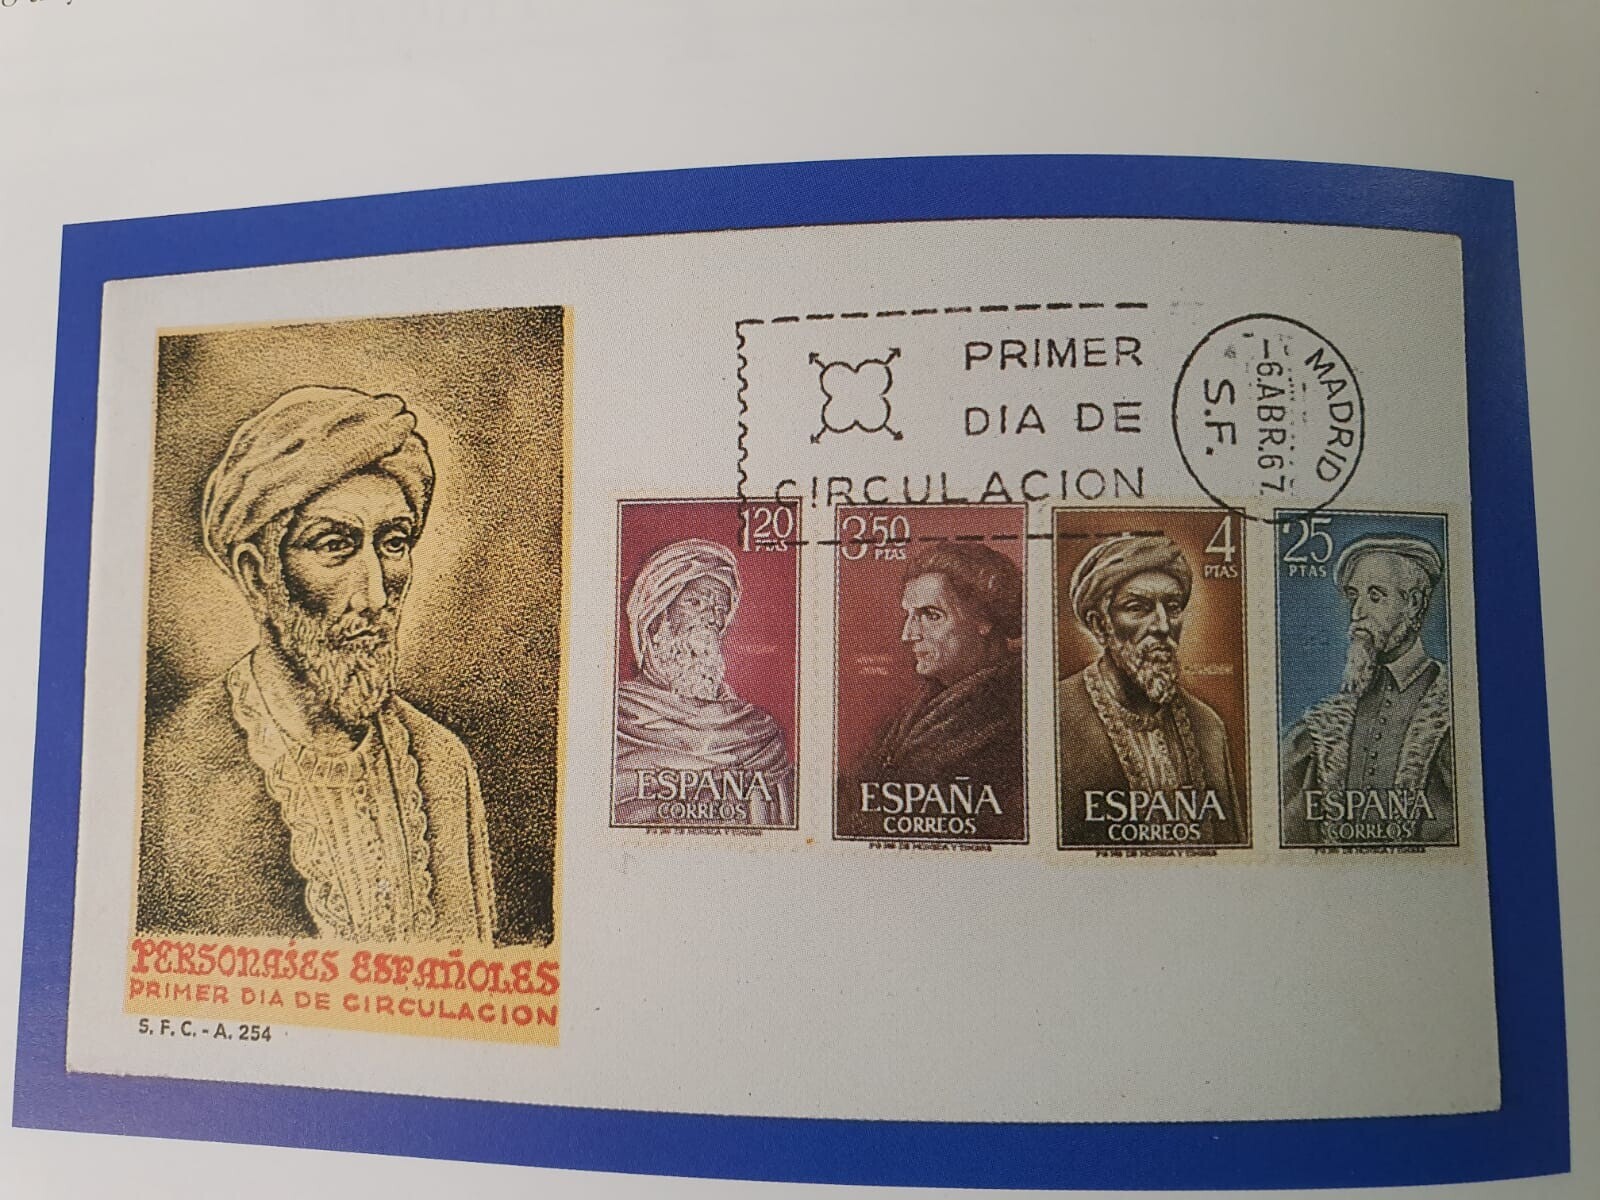 PRIMER
DIA DE
CIRCULACION
MADRID
-6.ABR.67.
S.F.
1,20
PTAS
3,50
PTAS
4
PTAS
25
PTAS
ESPAÑA
CORREOS
ESPAÑA
CORREOS
ESPAÑA
CORREOS
ESPAÑA
CORREOS
PERSONAJES ESPAÑOLES
PRIMER DIA DE CIRCULACION
S. F. C. - A. 254